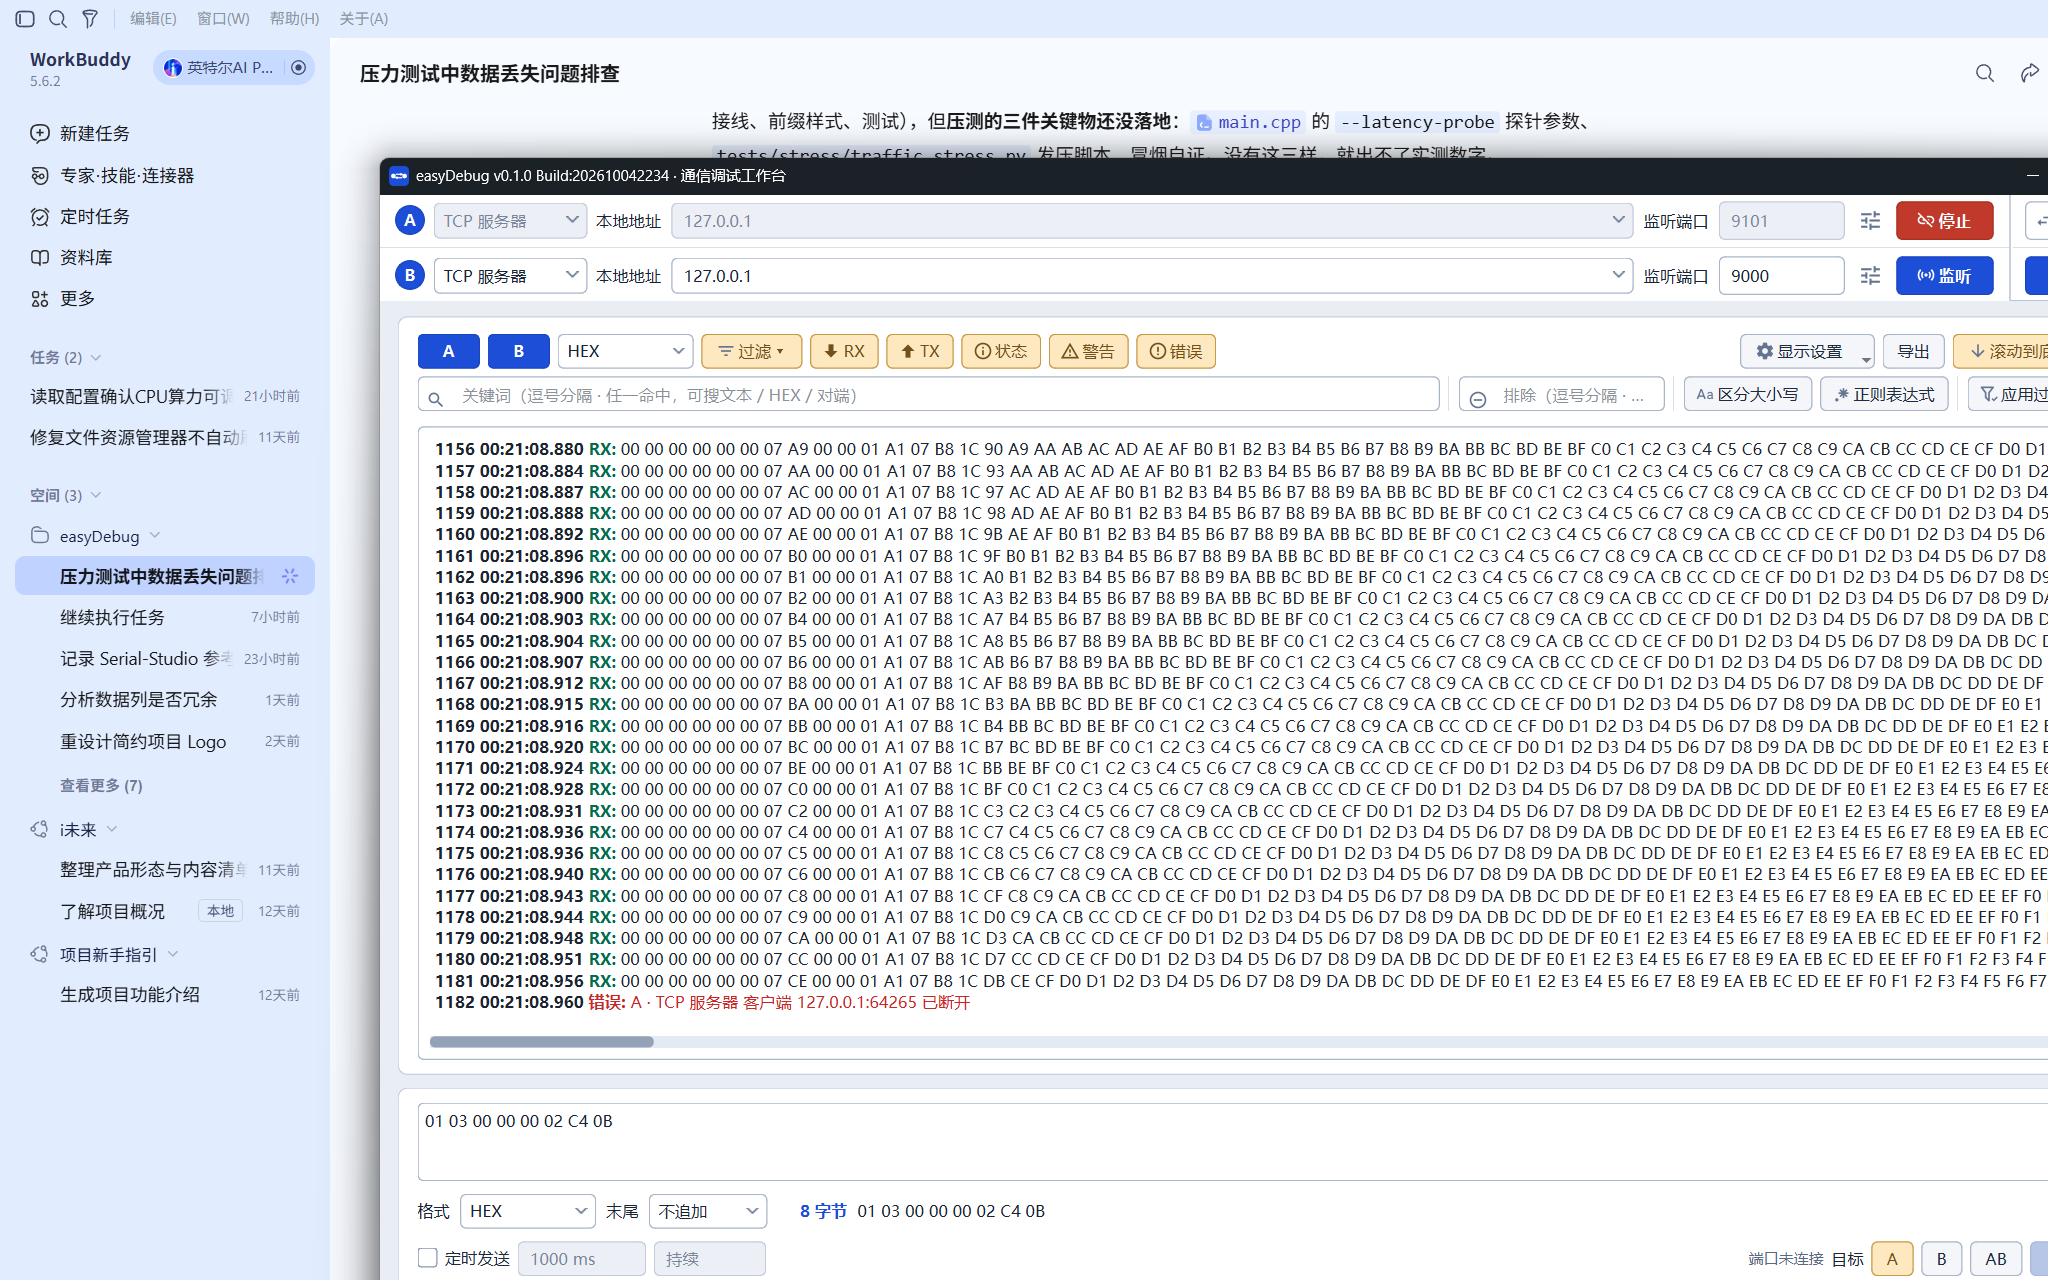 编辑(E) 窗口(W) 帮助(H) 关于(A)
WorkBuddy
5.6.2
英特尔AI P...
新建任务
专家·技能·连接器
定时任务
资料库
更多
任务 (2)
读取配置确认CPU算力可 21小时前
修复文件资源管理器不自动 11天前
空间 (3)
easyDebug
压力测试中数据丢失问题排
继续执行任务 7小时前
记录 Serial-Studio 参 23小时前
分析数据列是否冗余 1天前
重设计简约项目 Logo 2天前
查看更多 (7)
i未来
整理产品形态与内容清单 11天前
了解项目概况 本地 12天前
项目新手指引
生成项目功能介绍 12天前
压力测试中数据丢失问题排查
接线、前缀样式、测试），但压测的三件关键物还没落地： main.cpp 的 --latency-probe 探针参数、
tests/stress/traffic_stress.py 发压脚本、冒烟自证。没有这三样，就出不了实测数字。
easyDebug v0.1.0 Build:202610042234 · 通信调试工作台
A TCP 服务器 本地地址 127.0.0.1 监听端口 9101 停止
B TCP 服务器 本地地址 127.0.0.1 监听端口 9000 监听
A B HEX 过滤 RX TX 状态 警告 错误 显示设置 导出 滚动到底
关键词（逗号分隔 · 任一命中，可搜文本 / HEX / 对端） 排除（逗号分隔 · ... Aa 区分大小写 .* 正则表达式 应用过
1156 00:21:08.880 RX: 00 00 00 00 00 00 07 A9 00 00 01 A1 07 B8 1C 90 A9 AA AB AC AD AE AF B0 B1 B2 B3 B4 B5 B6 B7 B8 B9 BA BB BC BD BE BF C0 C1 C2 C3 C4 C5 C6 C7 C8 C9 CA CB CC CD CE CF D0 D1
1157 00:21:08.884 RX: 00 00 00 00 00 00 07 AA 00 00 01 A1 07 B8 1C 93 AA AB AC AD AE AF B0 B1 B2 B3 B4 B5 B6 B7 B8 B9 BA BB BC BD BE BF C0 C1 C2 C3 C4 C5 C6 C7 C8 C9 CA CB CC CD CE CF D0 D1 D2
1158 00:21:08.887 RX: 00 00 00 00 00 00 07 AC 00 00 01 A1 07 B8 1C 97 AC AD AE AF B0 B1 B2 B3 B4 B5 B6 B7 B8 B9 BA BB BC BD BE BF C0 C1 C2 C3 C4 C5 C6 C7 C8 C9 CA CB CC CD CE CF D0 D1 D2 D3 D4
1159 00:21:08.888 RX: 00 00 00 00 00 00 07 AD 00 00 01 A1 07 B8 1C 98 AD AE AF B0 B1 B2 B3 B4 B5 B6 B7 B8 B9 BA BB BC BD BE BF C0 C1 C2 C3 C4 C5 C6 C7 C8 C9 CA CB CC CD CE CF D0 D1 D2 D3 D4 D5
1160 00:21:08.892 RX: 00 00 00 00 00 00 07 AE 00 00 01 A1 07 B8 1C 9B AE AF B0 B1 B2 B3 B4 B5 B6 B7 B8 B9 BA BB BC BD BE BF C0 C1 C2 C3 C4 C5 C6 C7 C8 C9 CA CB CC CD CE CF D0 D1 D2 D3 D4 D5 D6
1161 00:21:08.896 RX: 00 00 00 00 00 00 07 B0 00 00 01 A1 07 B8 1C 9F B0 B1 B2 B3 B4 B5 B6 B7 B8 B9 BA BB BC BD BE BF C0 C1 C2 C3 C4 C5 C6 C7 C8 C9 CA CB CC CD CE CF D0 D1 D2 D3 D4 D5 D6 D7 D8
1162 00:21:08.896 RX: 00 00 00 00 00 00 07 B1 00 00 01 A1 07 B8 1C A0 B1 B2 B3 B4 B5 B6 B7 B8 B9 BA BB BC BD BE BF C0 C1 C2 C3 C4 C5 C6 C7 C8 C9 CA CB CC CD CE CF D0 D1 D2 D3 D4 D5 D6 D7 D8 D9
1163 00:21:08.900 RX: 00 00 00 00 00 00 07 B2 00 00 01 A1 07 B8 1C A3 B2 B3 B4 B5 B6 B7 B8 B9 BA BB BC BD BE BF C0 C1 C2 C3 C4 C5 C6 C7 C8 C9 CA CB CC CD CE CF D0 D1 D2 D3 D4 D5 D6 D7 D8 D9 DA
1164 00:21:08.903 RX: 00 00 00 00 00 00 07 B4 00 00 01 A1 07 B8 1C A7 B4 B5 B6 B7 B8 B9 BA BB BC BD BE BF C0 C1 C2 C3 C4 C5 C6 C7 C8 C9 CA CB CC CD CE CF D0 D1 D2 D3 D4 D5 D6 D7 D8 D9 DA DB DC
1165 00:21:08.904 RX: 00 00 00 00 00 00 07 B5 00 00 01 A1 07 B8 1C A8 B5 B6 B7 B8 B9 BA BB BC BD BE BF C0 C1 C2 C3 C4 C5 C6 C7 C8 C9 CA CB CC CD CE CF D0 D1 D2 D3 D4 D5 D6 D7 D8 D9 DA DB DC D
1166 00:21:08.907 RX: 00 00 00 00 00 00 07 B6 00 00 01 A1 07 B8 1C AB B6 B7 B8 B9 BA BB BC BD BE BF C0 C1 C2 C3 C4 C5 C6 C7 C8 C9 CA CB CC CD CE CF D0 D1 D2 D3 D4 D5 D6 D7 D8 D9 DA DB DC DD
1167 00:21:08.912 RX: 00 00 00 00 00 00 07 B8 00 00 01 A1 07 B8 1C AF B8 B9 BA BB BC BD BE BF C0 C1 C2 C3 C4 C5 C6 C7 C8 C9 CA CB CC CD CE CF D0 D1 D2 D3 D4 D5 D6 D7 D8 D9 DA DB DC DD DE DF
1168 00:21:08.915 RX: 00 00 00 00 00 00 07 BA 00 00 01 A1 07 B8 1C B3 BA BB BC BD BE BF C0 C1 C2 C3 C4 C5 C6 C7 C8 C9 CA CB CC CD CE CF D0 D1 D2 D3 D4 D5 D6 D7 D8 D9 DA DB DC DD DE DF E0 E1
1169 00:21:08.916 RX: 00 00 00 00 00 00 07 BB 00 00 01 A1 07 B8 1C B4 BB BC BD BE BF C0 C1 C2 C3 C4 C5 C6 C7 C8 C9 CA CB CC CD CE CF D0 D1 D2 D3 D4 D5 D6 D7 D8 D9 DA DB DC DD DE DF E0 E1 E2 E
1170 00:21:08.920 RX: 00 00 00 00 00 00 07 BC 00 00 01 A1 07 B8 1C B7 BC BD BE BF C0 C1 C2 C3 C4 C5 C6 C7 C8 C9 CA CB CC CD CE CF D0 D1 D2 D3 D4 D5 D6 D7 D8 D9 DA DB DC DD DE DF E0 E1 E2 E3 E
1171 00:21:08.924 RX: 00 00 00 00 00 00 07 BE 00 00 01 A1 07 B8 1C BB BE BF C0 C1 C2 C3 C4 C5 C6 C7 C8 C9 CA CB CC CD CE CF D0 D1 D2 D3 D4 D5 D6 D7 D8 D9 DA DB DC DD DE DF E0 E1 E2 E3 E4 E5 E6
1172 00:21:08.928 RX: 00 00 00 00 00 00 07 C0 00 00 01 A1 07 B8 1C BF C0 C1 C2 C3 C4 C5 C6 C7 C8 C9 CA CB CC CD CE CF D0 D1 D2 D3 D4 D5 D6 D7 D8 D9 DA DB DC DD DE DF E0 E1 E2 E3 E4 E5 E6 E7 E8
1173 00:21:08.931 RX: 00 00 00 00 00 00 07 C2 00 00 01 A1 07 B8 1C C3 C2 C3 C4 C5 C6 C7 C8 C9 CA CB CC CD CE CF D0 D1 D2 D3 D4 D5 D6 D7 D8 D9 DA DB DC DD DE DF E0 E1 E2 E3 E4 E5 E6 E7 E8 E9 EA
1174 00:21:08.936 RX: 00 00 00 00 00 00 07 C4 00 00 01 A1 07 B8 1C C7 C4 C5 C6 C7 C8 C9 CA CB CC CD CE CF D0 D1 D2 D3 D4 D5 D6 D7 D8 D9 DA DB DC DD DE DF E0 E1 E2 E3 E4 E5 E6 E7 E8 E9 EA EB EC
1175 00:21:08.936 RX: 00 00 00 00 00 00 07 C5 00 00 01 A1 07 B8 1C C8 C5 C6 C7 C8 C9 CA CB CC CD CE CF D0 D1 D2 D3 D4 D5 D6 D7 D8 D9 DA DB DC DD DE DF E0 E1 E2 E3 E4 E5 E6 E7 E8 E9 EA EB EC ED
1176 00:21:08.940 RX: 00 00 00 00 00 00 07 C6 00 00 01 A1 07 B8 1C CB C6 C7 C8 C9 CA CB CC CD CE CF D0 D1 D2 D3 D4 D5 D6 D7 D8 D9 DA DB DC DD DE DF E0 E1 E2 E3 E4 E5 E6 E7 E8 E9 EA EB EC ED EE
1177 00:21:08.943 RX: 00 00 00 00 00 00 07 C8 00 00 01 A1 07 B8 1C CF C8 C9 CA CB CC CD CE CF D0 D1 D2 D3 D4 D5 D6 D7 D8 D9 DA DB DC DD DE DF E0 E1 E2 E3 E4 E5 E6 E7 E8 E9 EA EB EC ED EE EF F0
1178 00:21:08.944 RX: 00 00 00 00 00 00 07 C9 00 00 01 A1 07 B8 1C D0 C9 CA CB CC CD CE CF D0 D1 D2 D3 D4 D5 D6 D7 D8 D9 DA DB DC DD DE DF E0 E1 E2 E3 E4 E5 E6 E7 E8 E9 EA EB EC ED EE EF F0 F1
1179 00:21:08.948 RX: 00 00 00 00 00 00 07 CA 00 00 01 A1 07 B8 1C D3 CA CB CC CD CE CF D0 D1 D2 D3 D4 D5 D6 D7 D8 D9 DA DB DC DD DE DF E0 E1 E2 E3 E4 E5 E6 E7 E8 E9 EA EB EC ED EE EF F0 F1 F2
1180 00:21:08.951 RX: 00 00 00 00 00 00 07 CC 00 00 01 A1 07 B8 1C D7 CC CD CE CF D0 D1 D2 D3 D4 D5 D6 D7 D8 D9 DA DB DC DD DE DF E0 E1 E2 E3 E4 E5 E6 E7 E8 E9 EA EB EC ED EE EF F0 F1 F2 F3 F4 F
1181 00:21:08.956 RX: 00 00 00 00 00 00 07 CE 00 00 01 A1 07 B8 1C DB CE CF D0 D1 D2 D3 D4 D5 D6 D7 D8 D9 DA DB DC DD DE DF E0 E1 E2 E3 E4 E5 E6 E7 E8 E9 EA EB EC ED EE EF F0 F1 F2 F3 F4 F5 F6 F7
1182 00:21:08.960 错误: A · TCP 服务器 客户端 127.0.0.1:64265 已断开
01 03 00 00 00 02 C4 0B
格式 HEX 末尾 不追加 8 字节 01 03 00 00 00 02 C4 0B
定时发送 1000 ms 持续 端口未连接 目标 A B AB